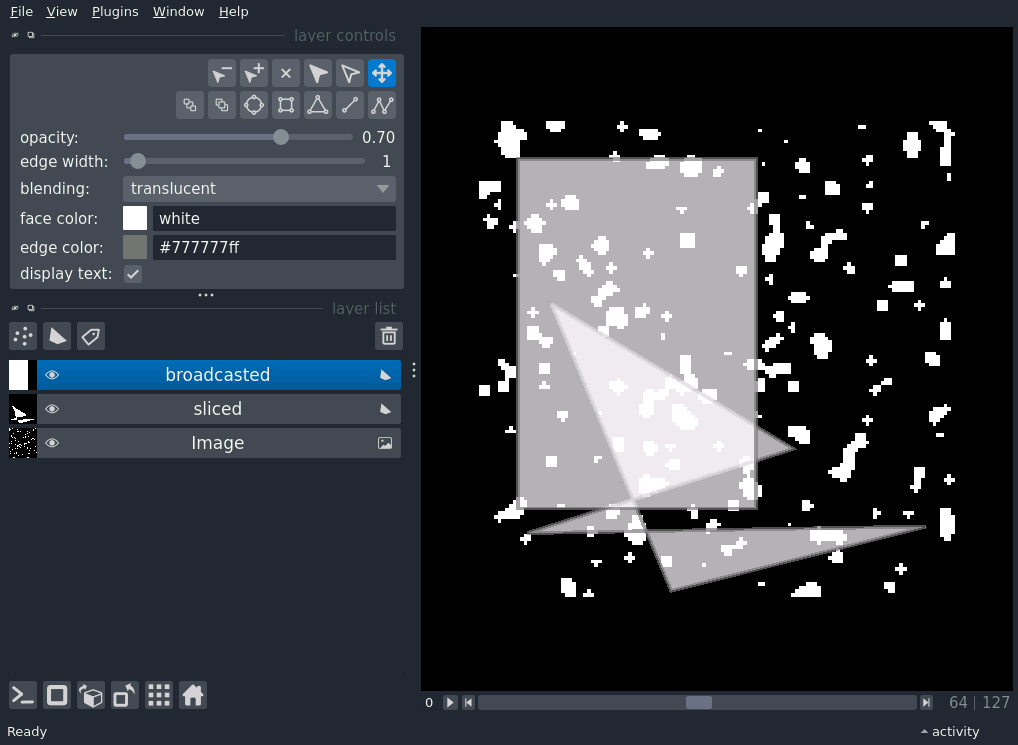 File View Plugins Window Help
layer controls
opacity: 0.70
edge width: 1
blending: translucent
face color: white
edge color: #777777ff
display text:
layer list
broadcasted
sliced
Image
0 64 | 127
Ready activity